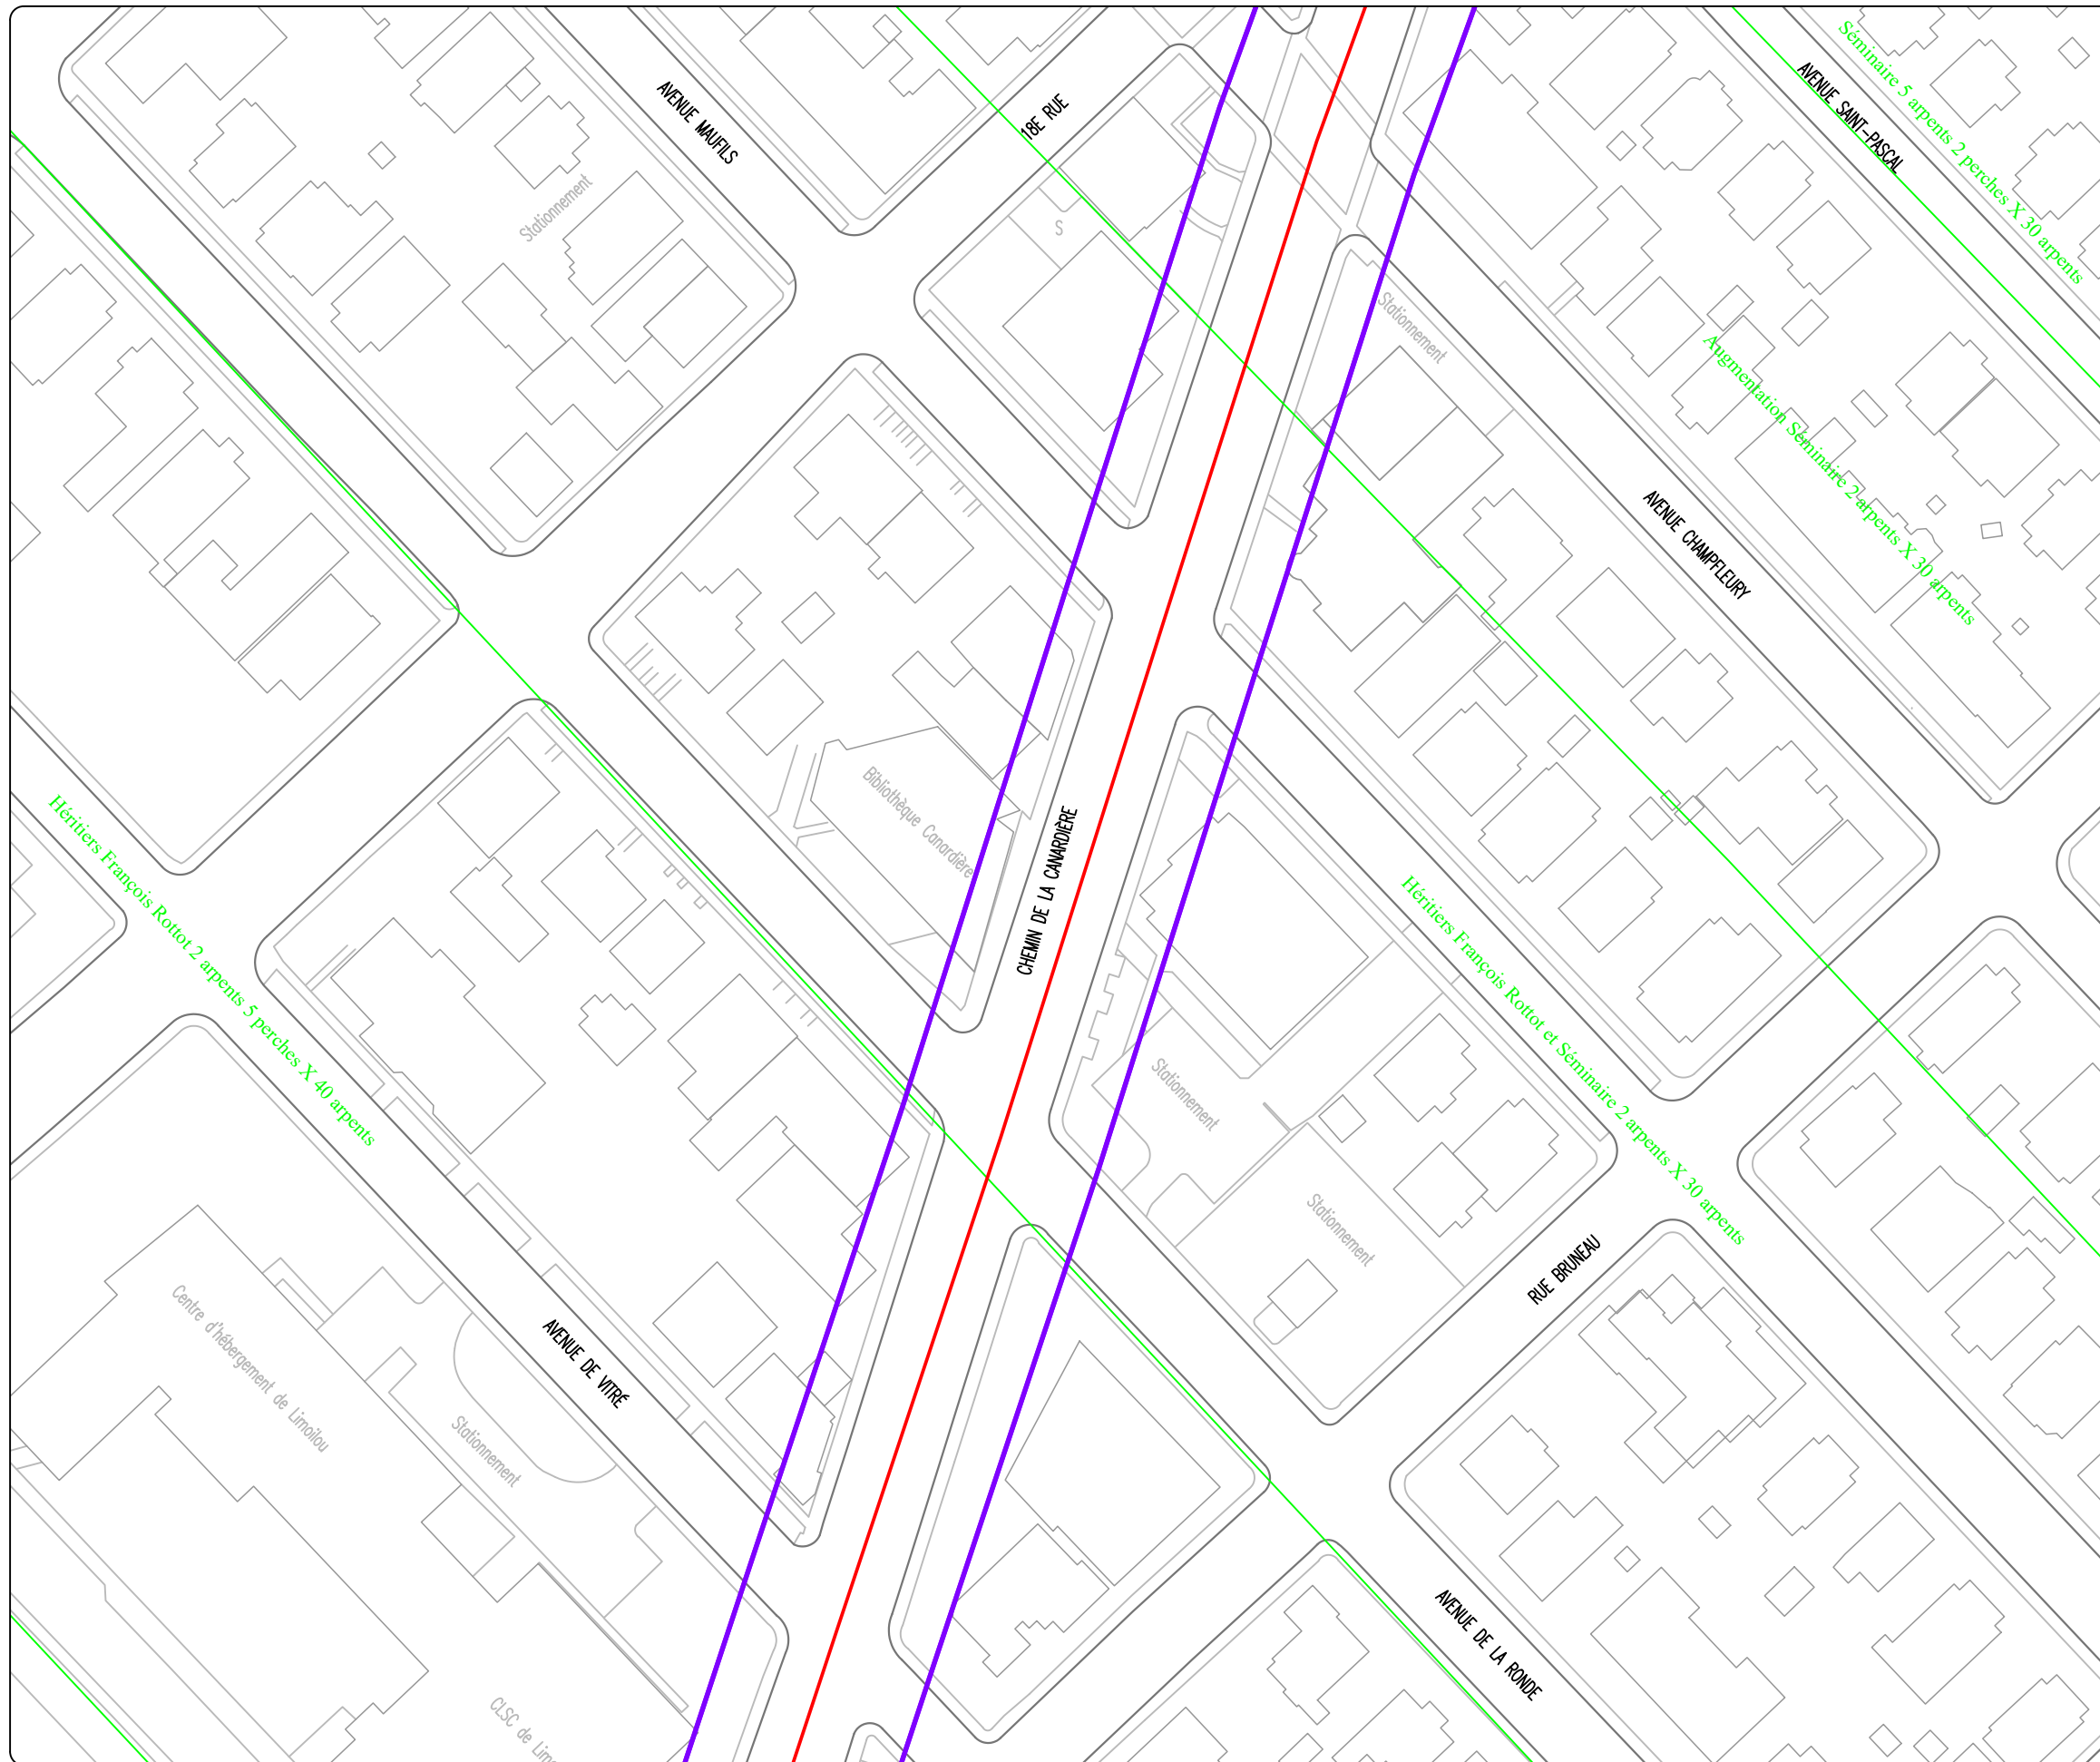 Séminaire 5 arpents 2 perches X 30 arpents
AVENUE SAINT-PASCAL
AVENUE MAUFILS
18E RUE
Stationnement
S
Stationnement
Augmentation Séminaire 2 arpents X 30 arpents
AVENUE CHAMPFLEURY
Bibliothèque Canardière
CHEMIN DE LA CANARDIÈRE
Héritiers François Rottot 2 arpents 5 perches X 40 arpents
Héritiers François Rottot et Séminaire 2 arpents X 30 arpents
Stationnement
Stationnement
RUE BRUNEAU
Centre d'hébergement de Limoilou
AVENUE DE VITRÉ
Stationnement
AVENUE DE LA RONDE
CLSC de Limo